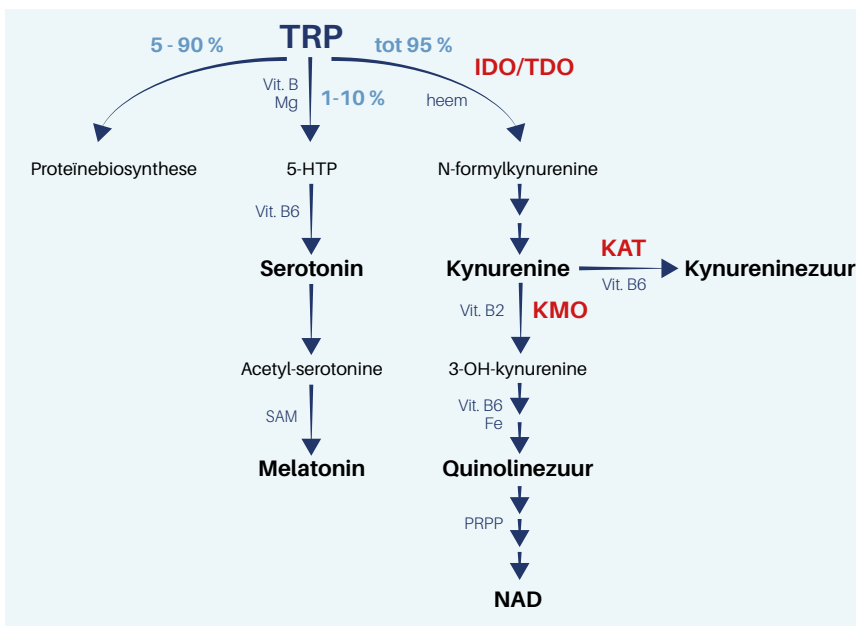 5 - 90 %
TRP
tot 95 %
IDO/TDO
Vit. B
Mg
1-10 %
heem
Proteïnebiosynthese
5-HTP
N-formylkynurenine
Vit. B6
Serotonin
Kynurenine
KAT
Vit. B6
Kynureninezuur
Vit. B2
KMO
Acetyl-serotonine
3-OH-kynurenine
SAM
Vit. B6
Fe
Melatonin
Quinolinezuur
PRPP
NAD